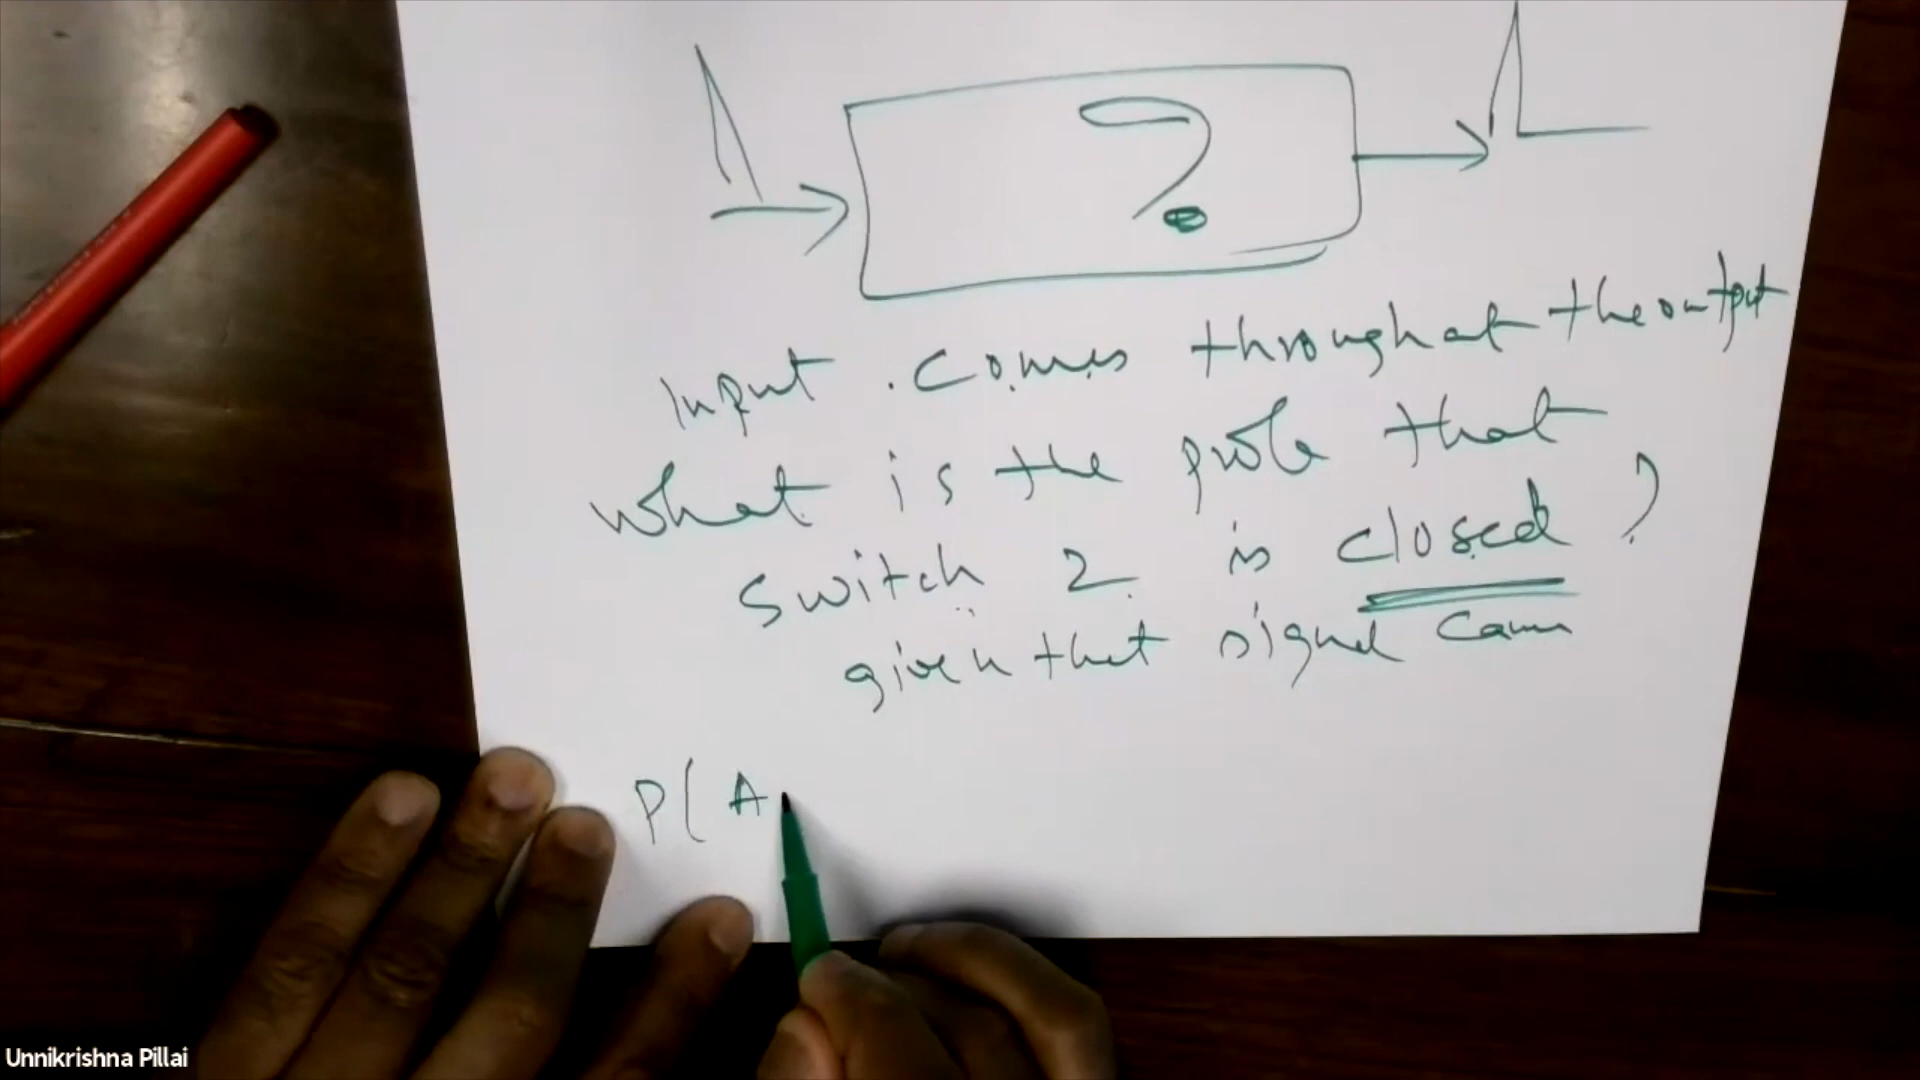 ?
Input comes through at the output
What is the prob that
switch 2 is closed ?
given that signal came
P( A
Unnikrishna Pillai